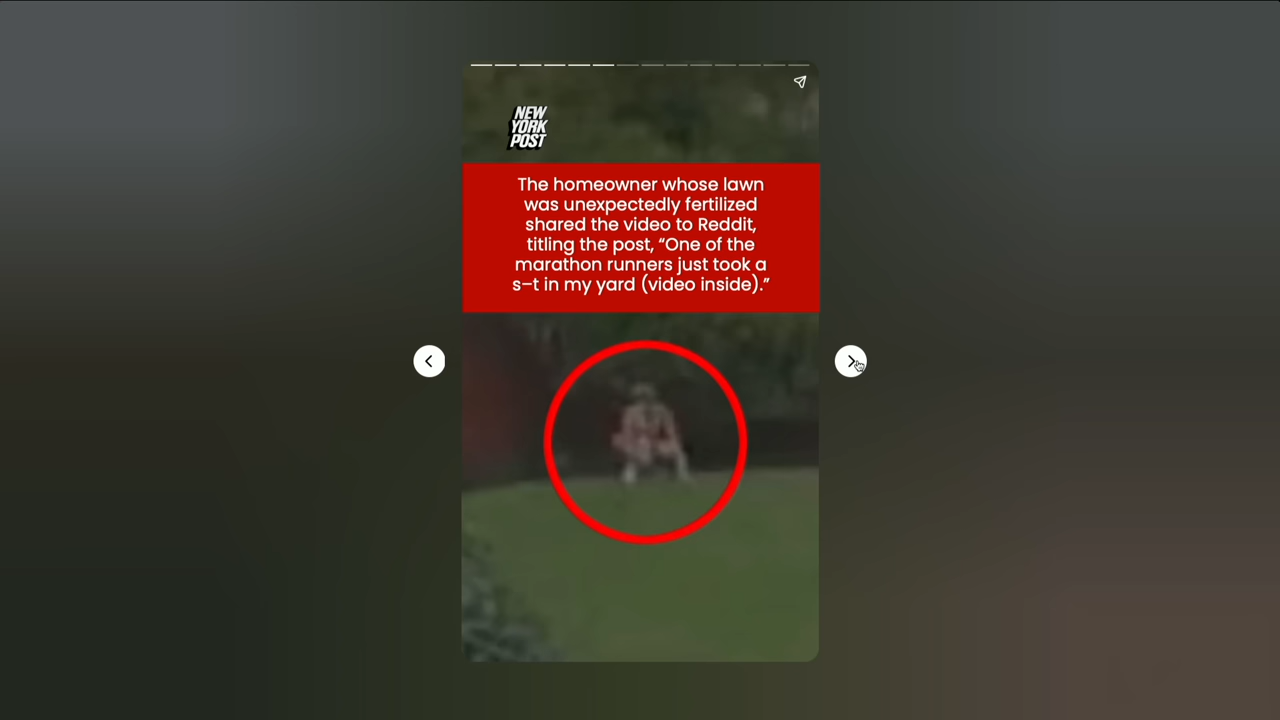 NEW
YORK
POST
The homeowner whose lawn
was unexpectedly fertilized
shared the video to Reddit,
titling the post, “One of the
marathon runners just took a
s–t in my yard (video inside).”